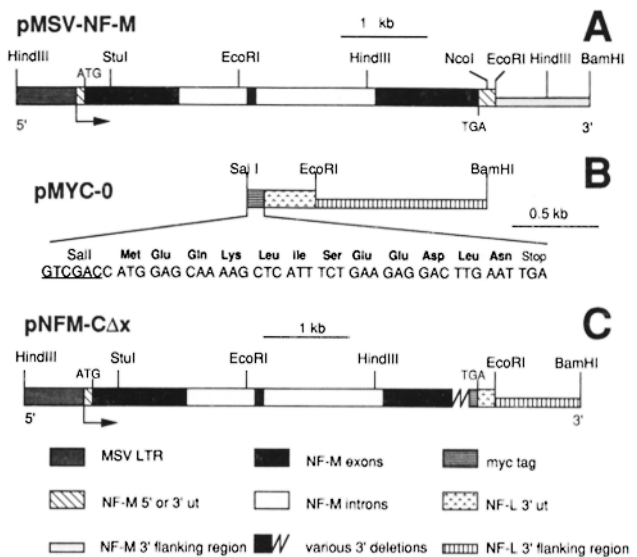 pMSV-NF-M
1 kb
A
HindIII
StuI
EcoRI
HindIII
NcoI
EcoRI
HindIII
BamHI
ATG
5'
TGA
3'
pMYC-0
Sal I
EcoRI
BamHI
B
0.5 kb
SalI
Met Glu Gln Lys Leu Ile Ser Glu Glu Asp Leu Asn Stop
GTCGACC ATG GAG CAA AAG CTC ATT TCT GAA GAG GAC TTG AAT TGA
pNFM-CΔx
1 kb
C
HindIII
ATG
StuI
EcoRI
HindIII
TGA
EcoRI
BamHI
5'
3'
MSV LTR
NF-M exons
myc tag
NF-M 5' or 3' ut
NF-M introns
NF-L 3' ut
NF-M 3' flanking region
various 3' deletions
NF-L 3' flanking region